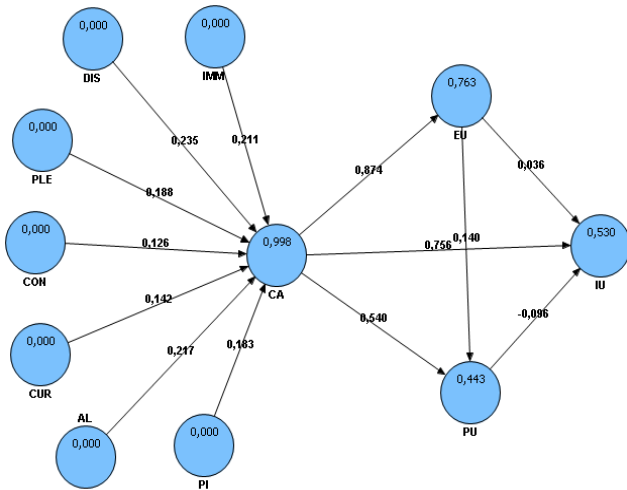 0,000
DIS
0,000
IMM
0,000
PLE
0,000
CON
0,000
CUR
AL
0,000
0,000
PI
0,235
0,211
0,188
0,126
0,142
0,217
0,183
0,998
CA
0,874
0,756
0,540
0,763
EU
0,036
0,140
0,443
PU
-0,096
0,530
IU